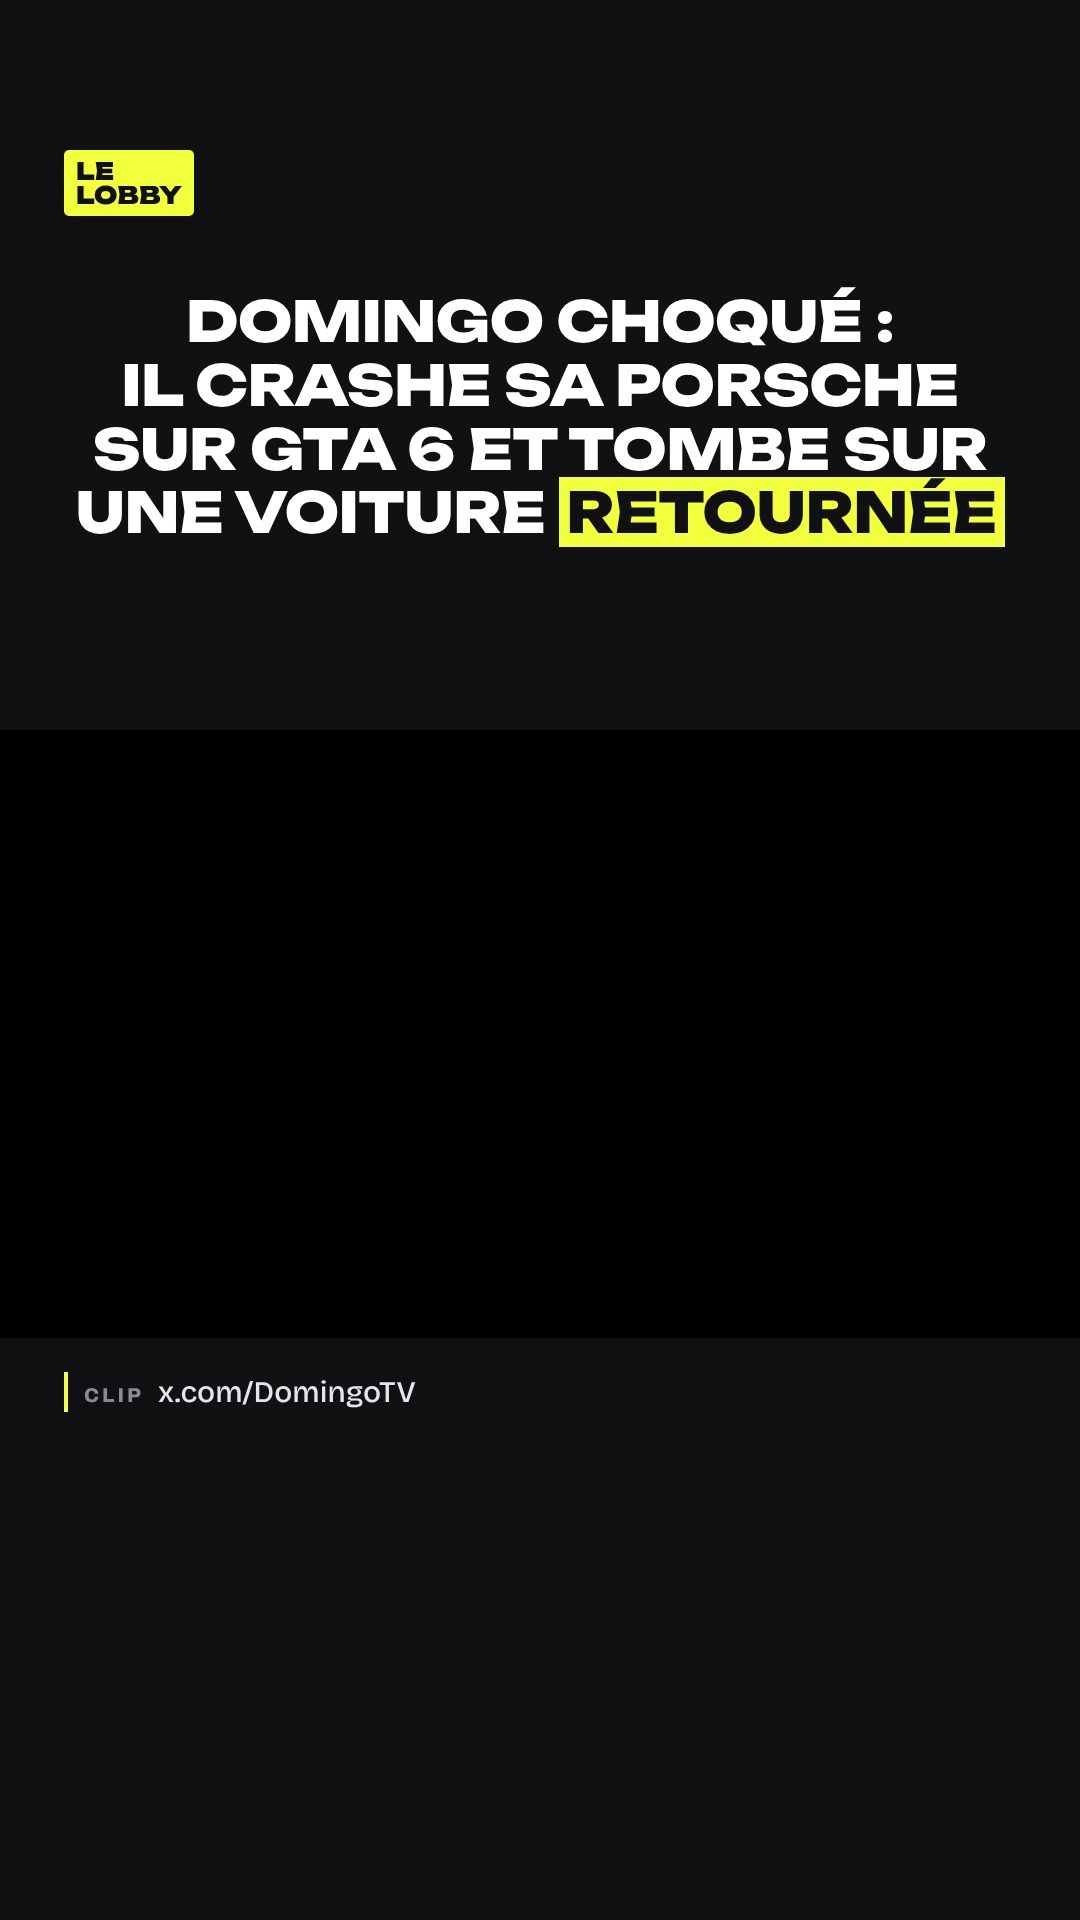 LE
LOBBY
DOMINGO CHOQUÉ :
IL CRASHE SA PORSCHE
SUR GTA 6 ET TOMBE SUR
UNE VOITURE RETOURNÉE
CLIP x.com/DomingoTV